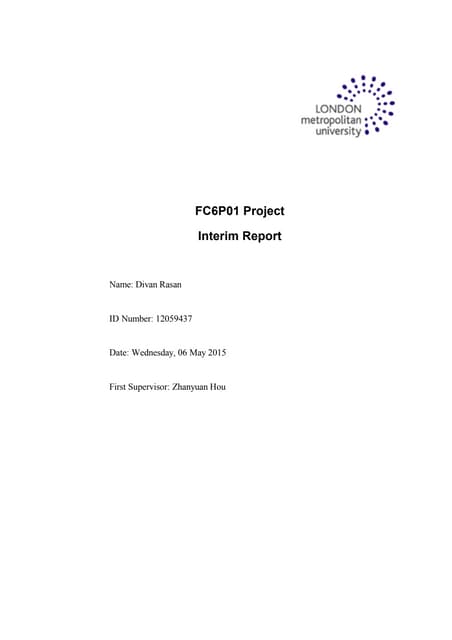 LONDON
metropolitan
university
FC6P01 Project
Interim Report
Name: Divan Rasan
ID Number: 12059437
Date: Wednesday, 06 May 2015
First Supervisor: Zhanyuan Hou